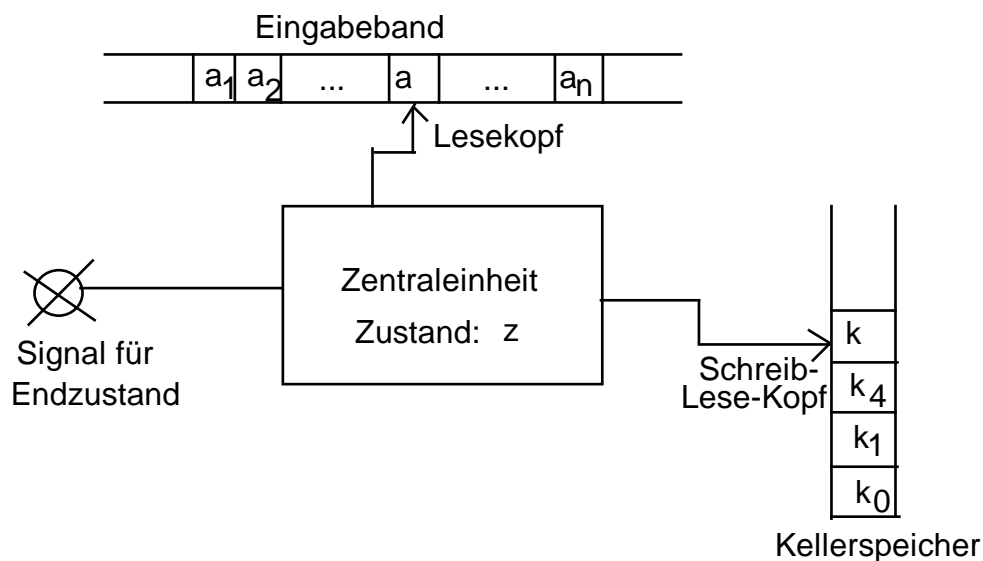 Eingabeband
a1 a2 ... a ... an
Lesekopf
Zentraleinheit
Zustand: z
Signal für
Endzustand
Schreib-
Lese-Kopf
k
k4
k1
k0
Kellerspeicher